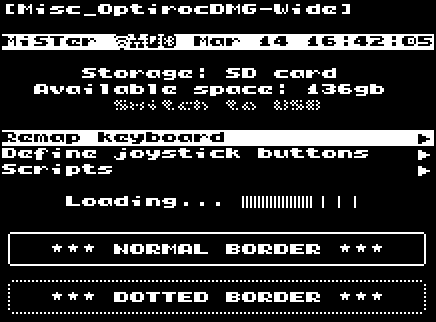 [Misc_OptirocDMG-Wide]
MiSTer Mar 14 16:42:05
Storage: SD card
Available space: 136gb
Switch to USB
Remap keyboard ▶
Define joystick buttons ▶
Scripts ▶
Loading...
*** NORMAL BORDER ***
*** DOTTED BORDER ***